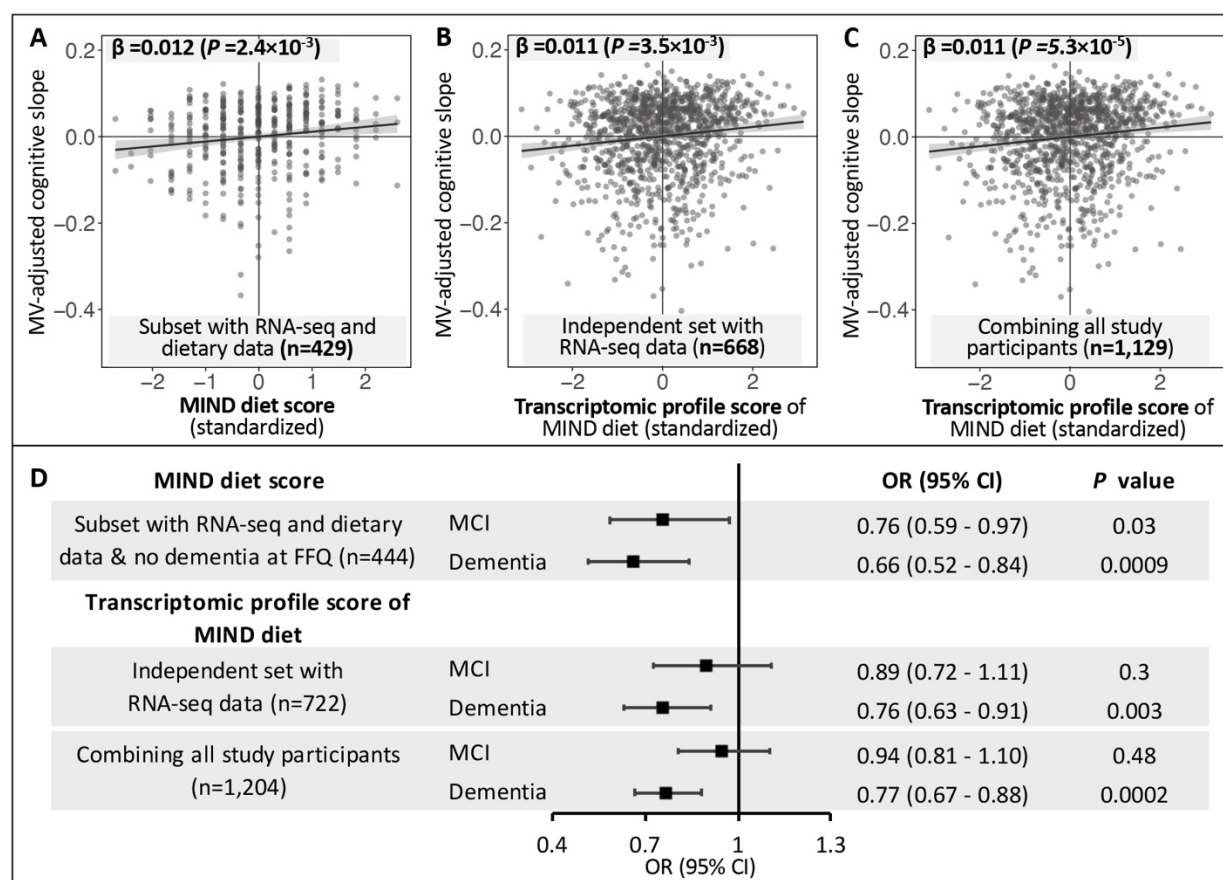 A
β =0.012 (P =2.4×10⁻³)
MV-adjusted cognitive slope
0.2
0.0
−0.2
−0.4
Subset with RNA-seq and
dietary data (n=429)
−2 −1 0 1 2
MIND diet score
(standardized)
B
β =0.011 (P =3.5×10⁻³)
MV-adjusted cognitive slope
0.2
0.0
−0.2
−0.4
Independent set with
RNA-seq data (n=668)
−2 0 2
Transcriptomic profile score of
MIND diet (standardized)
C
β =0.011 (P =5.3×10⁻⁵)
MV-adjusted cognitive slope
0.2
0.0
−0.2
−0.4
Combining all study
participants (n=1,129)
−2 0 2
Transcriptomic profile score of
MIND diet (standardized)
D MIND diet score OR (95% CI) P value
Subset with RNA-seq and dietary
data & no dementia at FFQ (n=444)
MCI 0.76 (0.59 - 0.97) 0.03
Dementia 0.66 (0.52 - 0.84) 0.0009
Transcriptomic profile score of
MIND diet
Independent set with
RNA-seq data (n=722)
MCI 0.89 (0.72 - 1.11) 0.3
Dementia 0.76 (0.63 - 0.91) 0.003
Combining all study participants
(n=1,204)
MCI 0.94 (0.81 - 1.10) 0.48
Dementia 0.77 (0.67 - 0.88) 0.0002
0.4 0.7 1 1.3
OR (95% CI)